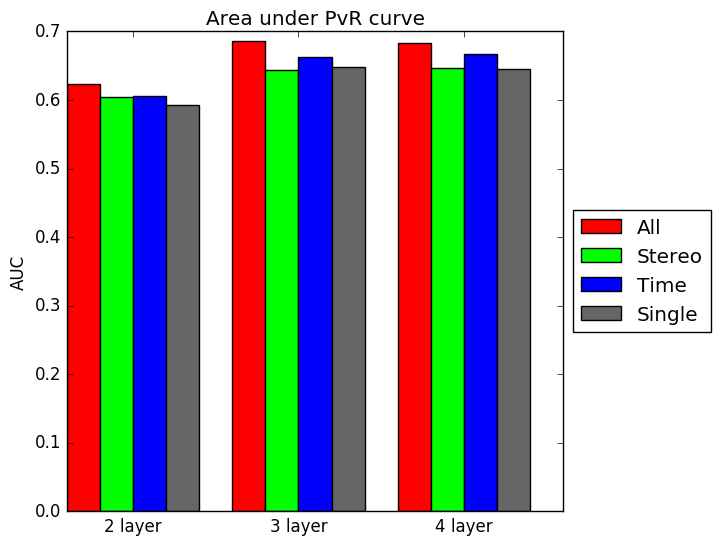 Area under PvR curve
0.7
0.6
0.5
0.4
0.3
0.2
0.1
0.0
AUC
2 layer
3 layer
4 layer
All
Stereo
Time
Single